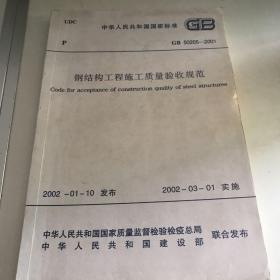 UDC
中华人民共和国国家标准 GB
P GB 50205-2001
钢结构工程施工质量验收规范
Code for acceptance of construction quality of steel structures
2002-01-10 发布 2002-03-01 实施
中华人民共和国国家质量监督检验检疫总局
中华人民共和国建设部 联合发布